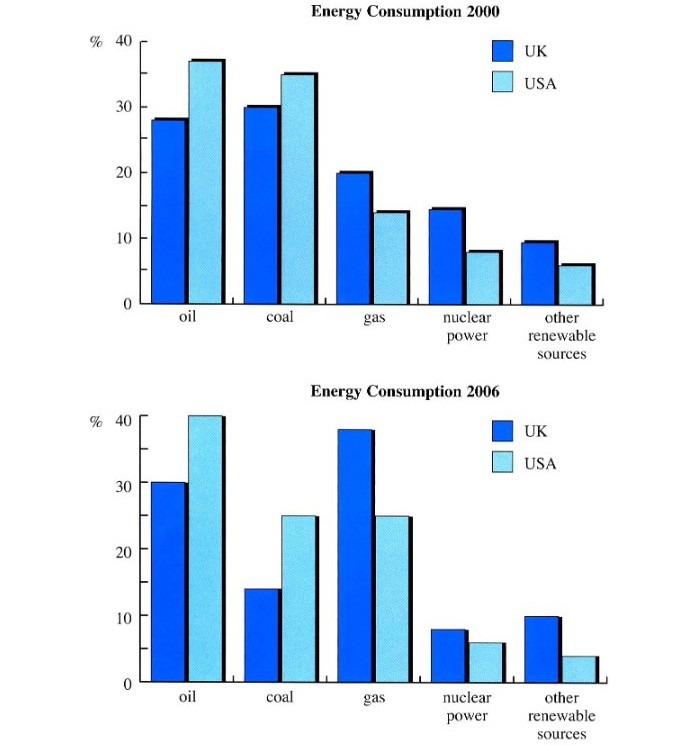 Energy Consumption 2000
%
40
30
20
10
0
UK
USA
oil
coal
gas
nuclear
power
other
renewable
sources
Energy Consumption 2006
%
40
30
20
10
0
UK
USA
oil
coal
gas
nuclear
power
other
renewable
sources